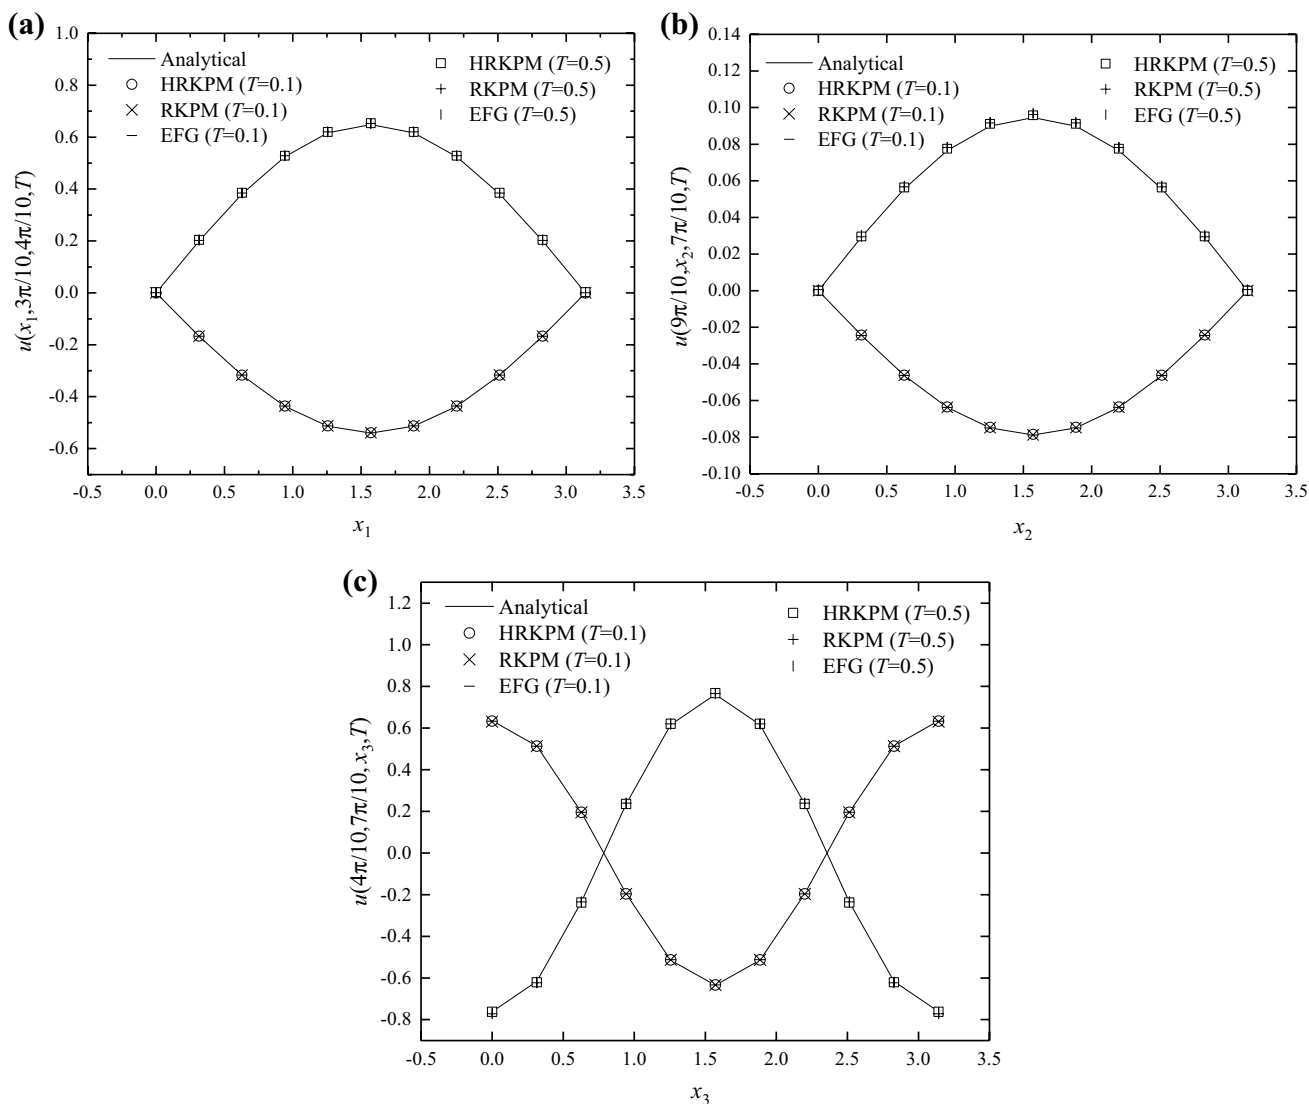 (a)
1.0
0.8
0.6
0.4
0.2
0.0
-0.2
-0.4
-0.6
u(x₁,3π/10,4π/10,T)
Analytical
HRKPM (T=0.1)
RKPM (T=0.1)
EFG (T=0.1)
HRKPM (T=0.5)
RKPM (T=0.5)
EFG (T=0.5)
-0.5 0.0 0.5 1.0 1.5 2.0 2.5 3.0 3.5
x₁
(b)
0.14
0.12
0.10
0.08
0.06
0.04
0.02
0.00
-0.02
-0.04
-0.06
-0.08
-0.10
u(9π/10,x₂,7π/10,T)
Analytical
HRKPM (T=0.1)
RKPM (T=0.1)
EFG (T=0.1)
HRKPM (T=0.5)
RKPM (T=0.5)
EFG (T=0.5)
-0.5 0.0 0.5 1.0 1.5 2.0 2.5 3.0 3.5
x₂
(c)
1.2
1.0
0.8
0.6
0.4
0.2
0.0
-0.2
-0.4
-0.6
-0.8
u(4π/10,7π/10,x₃,T)
Analytical
HRKPM (T=0.1)
RKPM (T=0.1)
EFG (T=0.1)
HRKPM (T=0.5)
RKPM (T=0.5)
EFG (T=0.5)
-0.5 0.0 0.5 1.0 1.5 2.0 2.5 3.0 3.5
x₃